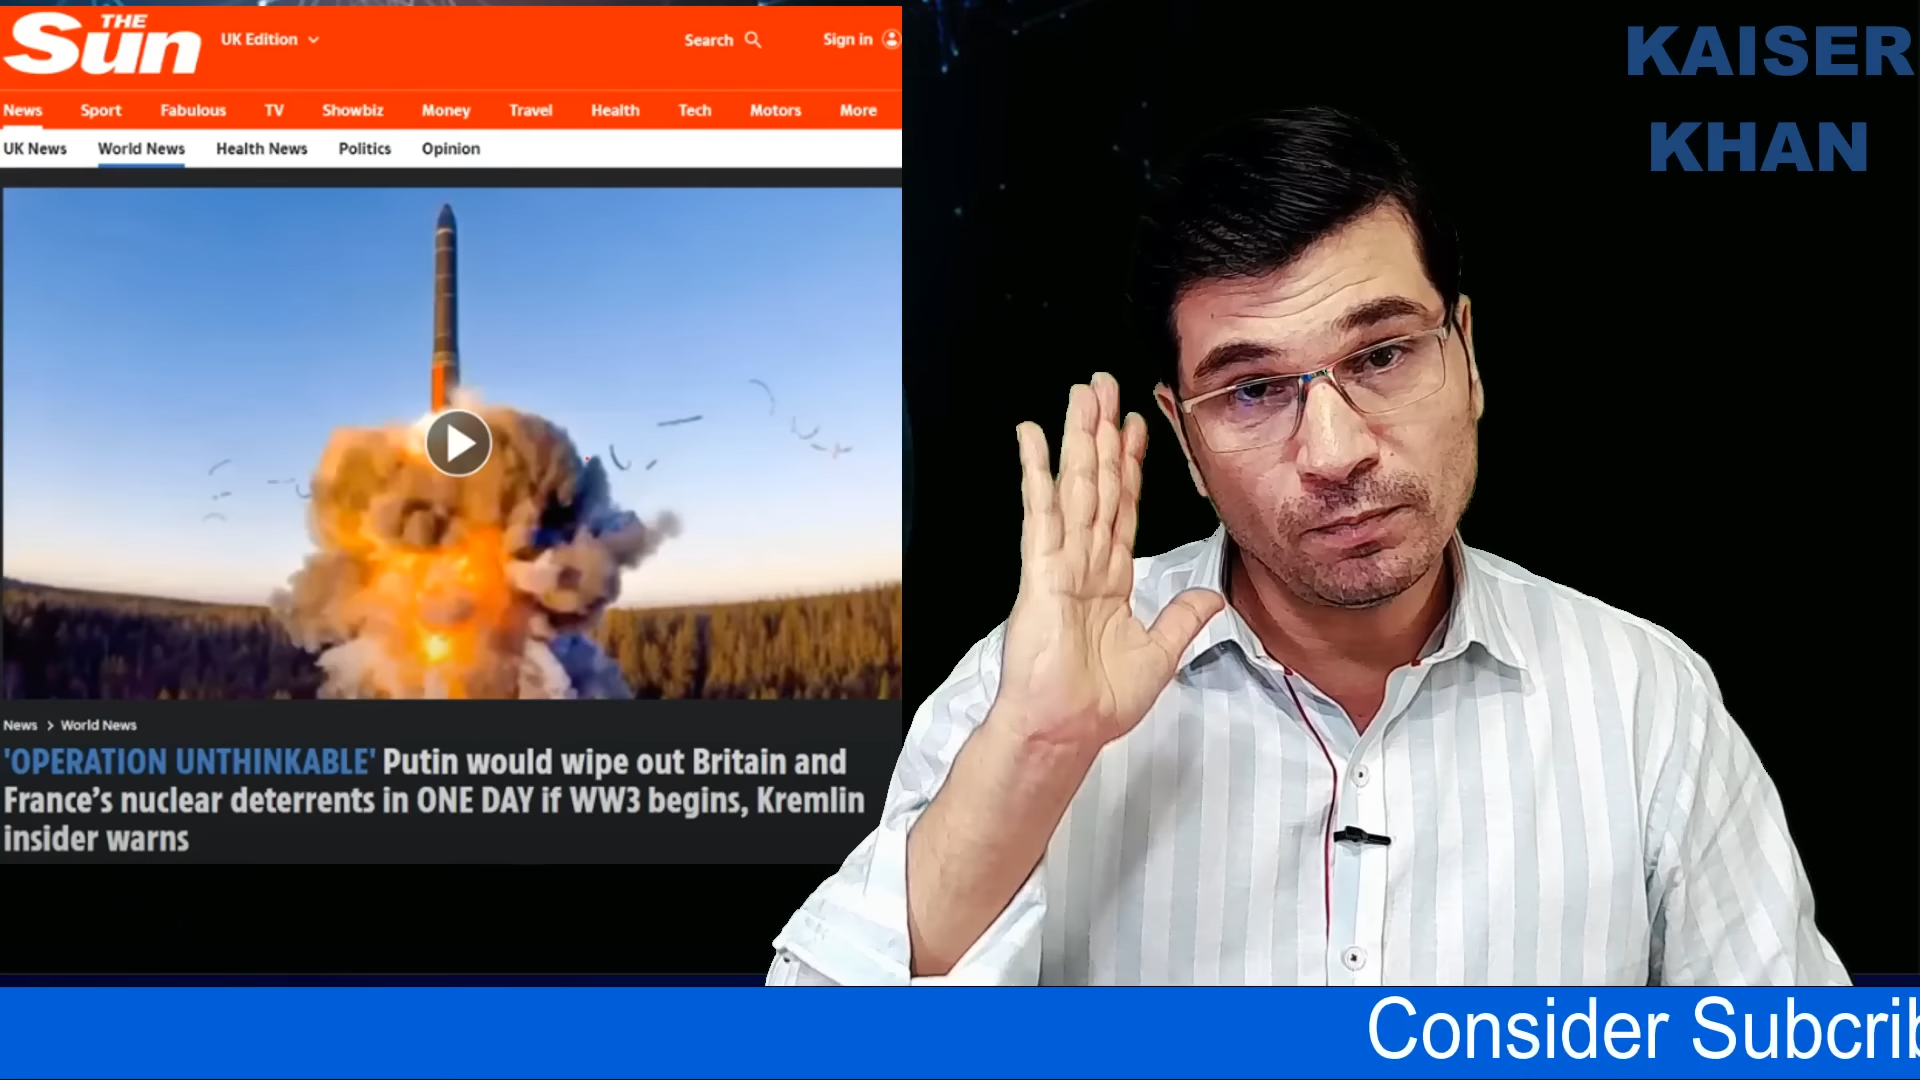 THE
Sun
UK Edition
Search
Sign in
News Sport Fabulous TV Showbiz Money Travel Health Tech Motors More
UK News World News Health News Politics Opinion
News > World News
'OPERATION UNTHINKABLE' Putin would wipe out Britain and
France's nuclear deterrents in ONE DAY if WW3 begins, Kremlin
insider warns
KAISER
KHAN
Consider Subcrib